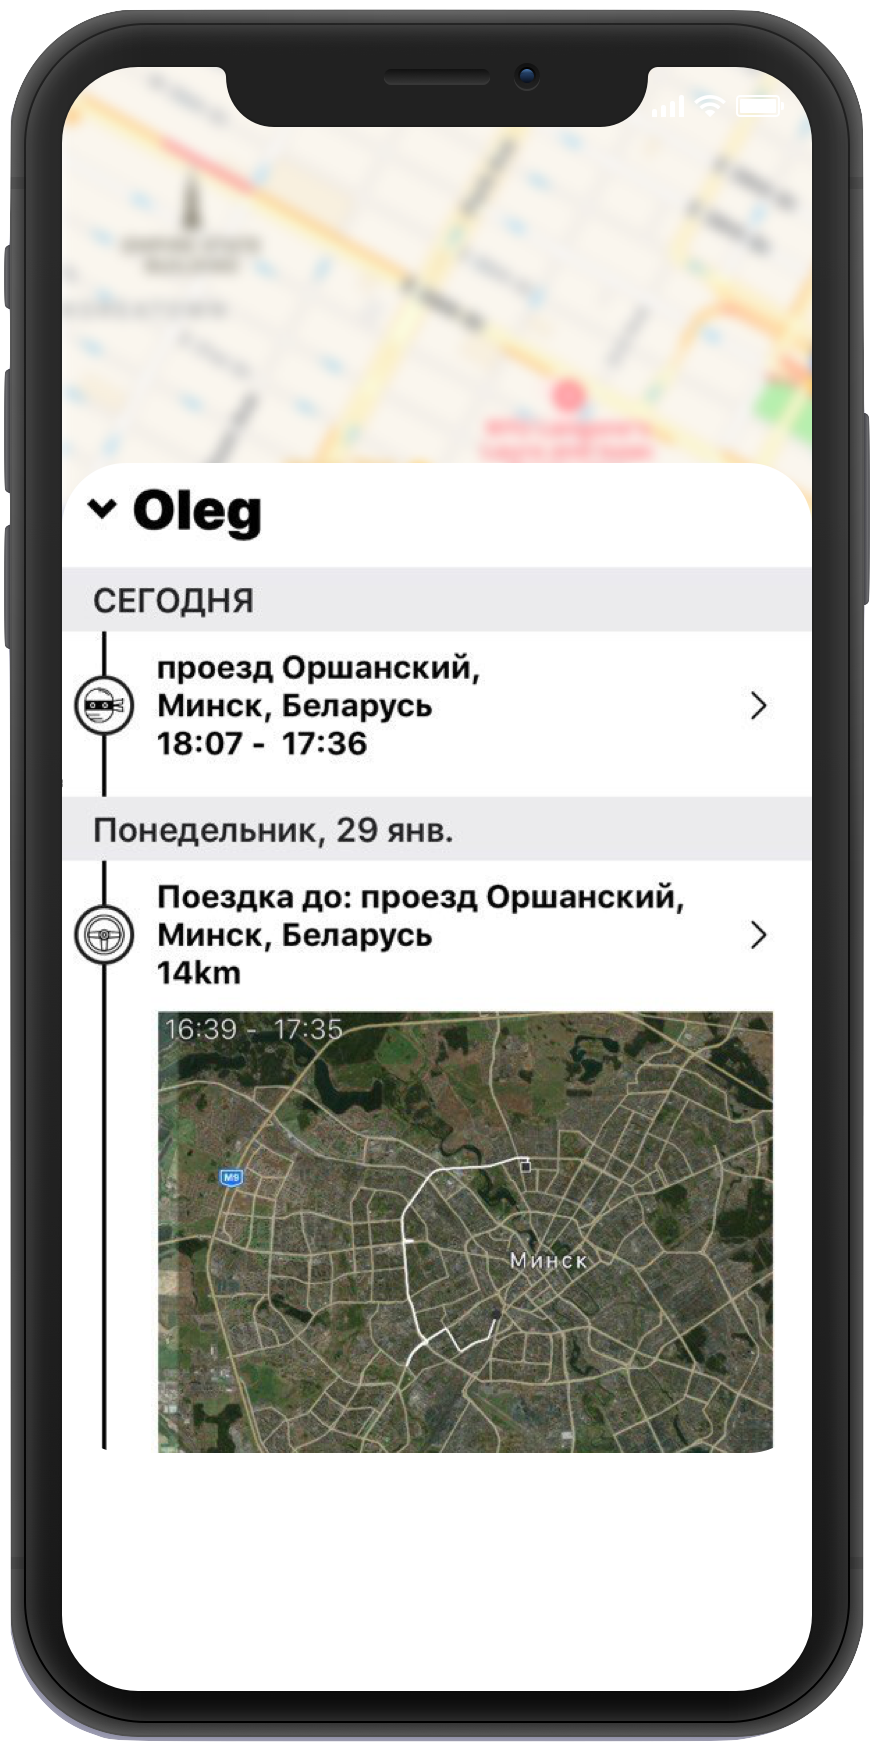 Oleg
СЕГОДНЯ
проезд Оршанский,
Минск, Беларусь
18:07 - 17:36
Понедельник, 29 янв.
Поездка до: проезд Оршанский,
Минск, Беларусь
14km
16:39 - 17:35
M9
Минск